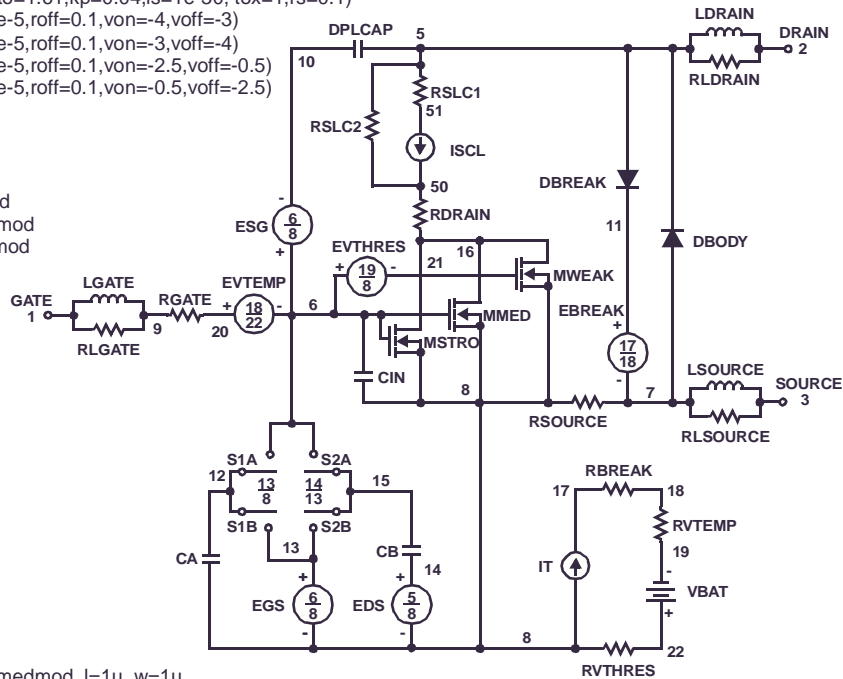 e-5,roff=0.1,von=-4,voff=-3)
e-5,roff=0.1,von=-3,voff=-4)
e-5,roff=0.1,von=-2.5,voff=-0.5)
e-5,roff=0.1,von=-0.5,voff=-2.5)
d
mod
mod
DPLCAP
5
10
LDRAIN
DRAIN
2
RLDRAIN
RSLC1
51
RSLC2
ISCL
50
RDRAIN
DBREAK
11
DBODY
-
ESG
6
8
+
EVTHRES
+
19
8
-
21
16
MWEAK
LGATE
GATE
1
RLGATE
9
RGATE
20
EVTEMP
+
18
22
-
6
MMED
MSTRO
EBREAK
+
17
18
-
CIN
8
7
RSOURCE
LSOURCE
SOURCE
3
RLSOURCE
S1A
S2A
12
13
8
14
13
15
S1B
S2B
13
CA
CB
14
+
EGS
6
8
-
+
EDS
5
8
-
RBREAK
17
18
RVTEMP
19
IT
-
VBAT
+
8
22
RVTHRES